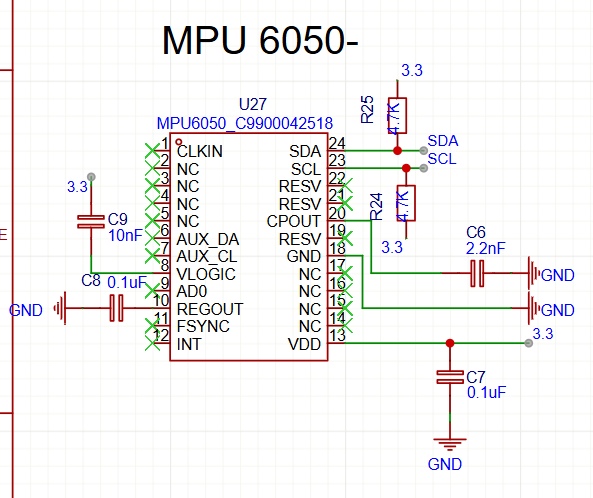 MPU 6050-
3.3
U27
R25
4.7K
MPU6050_C9900042518
1 CLKIN SDA 24 SDA
2 NC SCL 23 SCL
3 NC RESV 22
4 NC RESV 21
5 NC CPOUT 20
6 AUX_DA RESV 19
7 AUX_CL GND 18
8 VLOGIC NC 17
9 AD0 NC 16
10 REGOUT NC 15
11 FSYNC NC 14
12 INT VDD 13
3.3
C9
10nF
R24
4.7K
3.3
C6
2.2nF
GND
E
C8 0.1uF
GND
GND
3.3
C7
0.1uF
GND